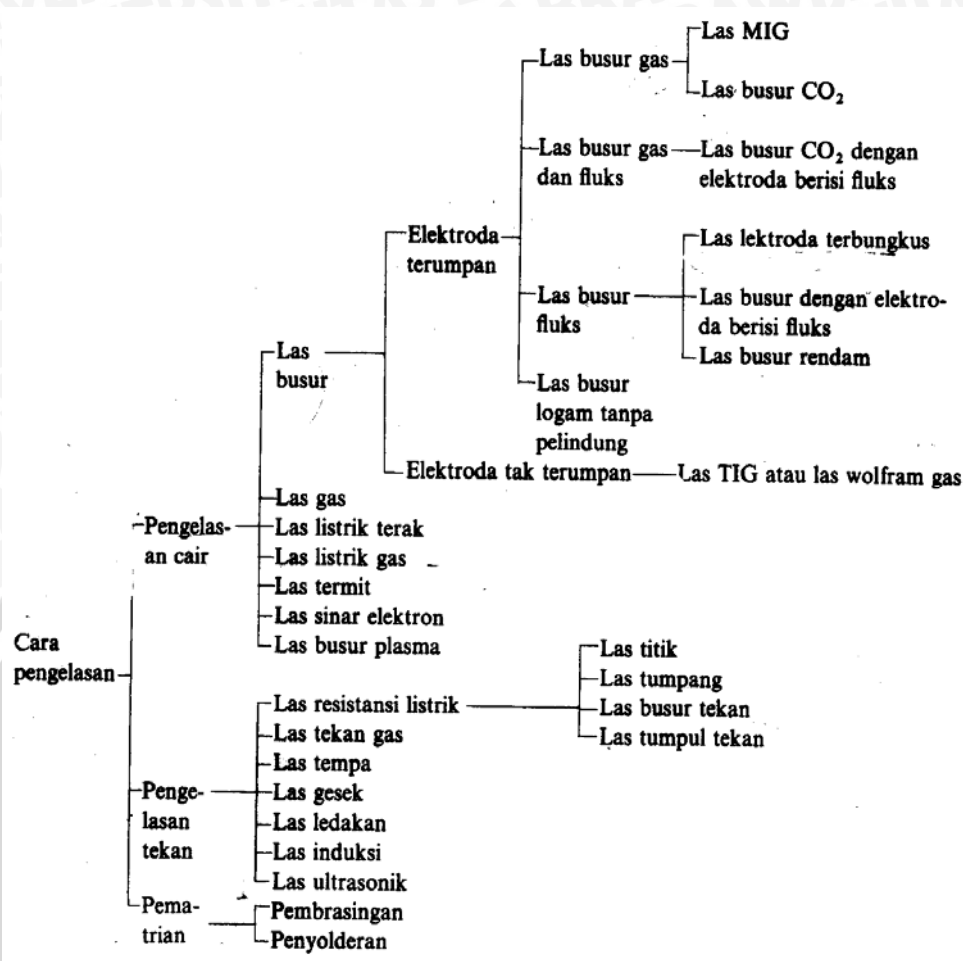 Las MIG
Las busur gas
Las busur CO₂
Las busur gas
dan fluks
Las busur CO₂ dengan
elektroda berisi fluks
Elektroda
terumpan
Las lektroda terbungkus
Las busur
fluks
Las busur dengan elektro-
da berisi fluks
Las busur rendam
Las
busur
Las busur
logam tanpa
pelindung
Elektroda tak terumpan
Las TIG atau las wolfram gas
Pengelas-
an cair
Las gas
Las listrik terak
Las listrik gas
Las termit
Las sinar elektron
Las busur plasma
Cara
pengelasan
Las titik
Las tumpang
Las busur tekan
Las tumpul tekan
Las resistansi listrik
Las tekan gas
Las tempa
Penge-
lasan
tekan
Las gesek
Las ledakan
Las induksi
Las ultrasonik
Pema-
trian
Pembrasingan
Penyolderan